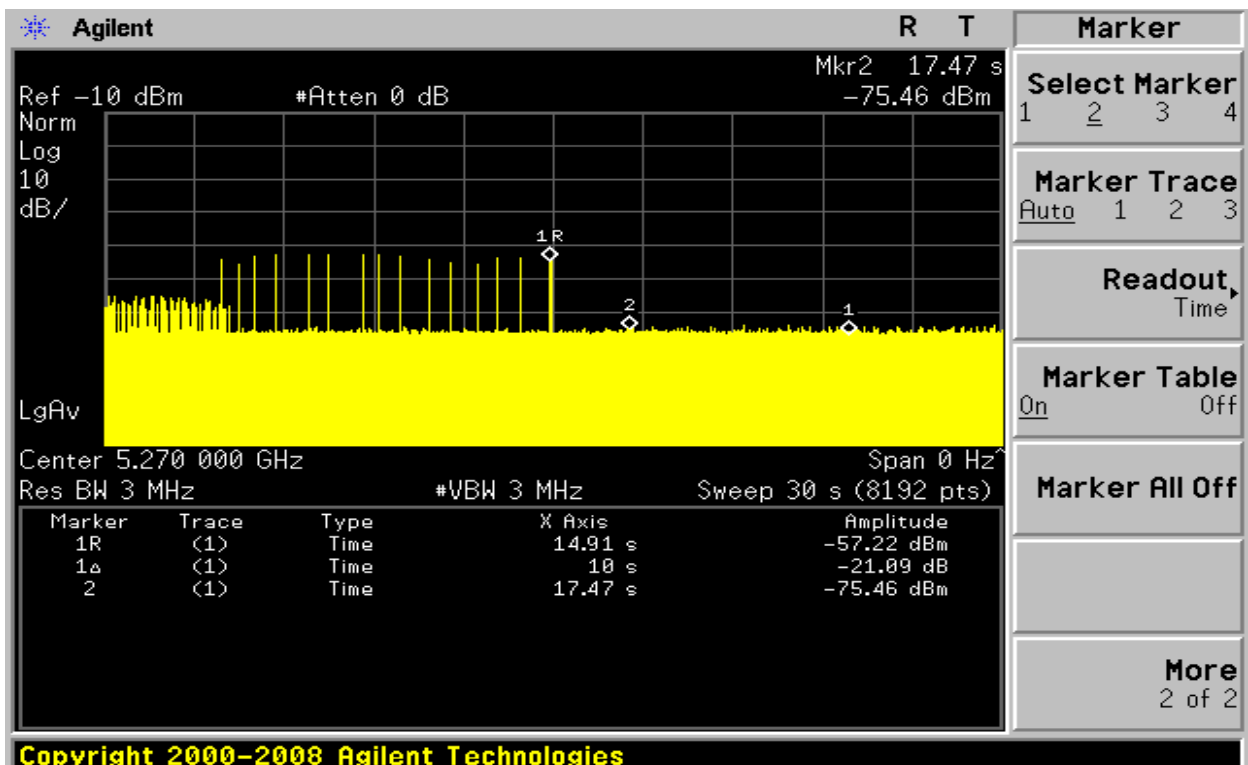 Agilent R T
Mkr2 17.47 s
Ref -10 dBm #Atten 0 dB -75.46 dBm
Norm
Log
10
dB/
1R
2
1
LgAv
Center 5.270 000 GHz Span 0 Hz^
Res BW 3 MHz #VBW 3 MHz Sweep 30 s (8192 pts)
Marker Trace Type X Axis Amplitude
1R (1) Time 14.91 s -57.22 dBm
1Δ (1) Time 10 s -21.09 dB
2 (1) Time 17.47 s -75.46 dBm
Copyright 2000-2008 Agilent Technologies
Marker
Select Marker
1 2 3 4
Marker Trace
Auto 1 2 3
Readout
Time
Marker Table
On Off
Marker All Off
More
2 of 2